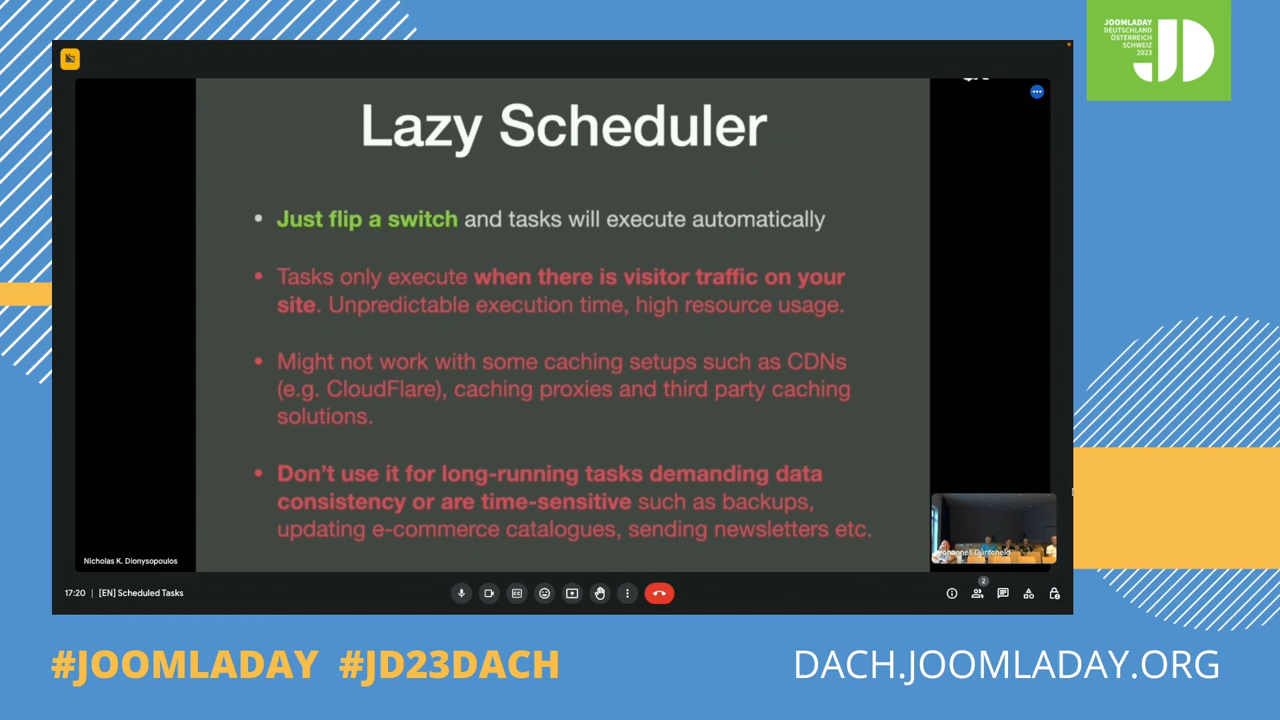 JOOMLADAY
DEUTSCHLAND
ÖSTERREICH
SCHWEIZ
2023
JD
Lazy Scheduler
• Just flip a switch and tasks will execute automatically
• Tasks only execute when there is visitor traffic on your
site. Unpredictable execution time, high resource usage.
• Might not work with some caching setups such as CDNs
(e.g. CloudFlare), caching proxies and third party caching
solutions.
• Don’t use it for long-running tasks demanding data
consistency or are time-sensitive such as backups,
updating e-commerce catalogues, sending newsletters etc.
Nicholas K. Dionysopoulos
Johannes Durscheid
17:20 | [EN] Scheduled Tasks
2
#JOOMLADAY #JD23DACH
DACH.JOOMLADAY.ORG